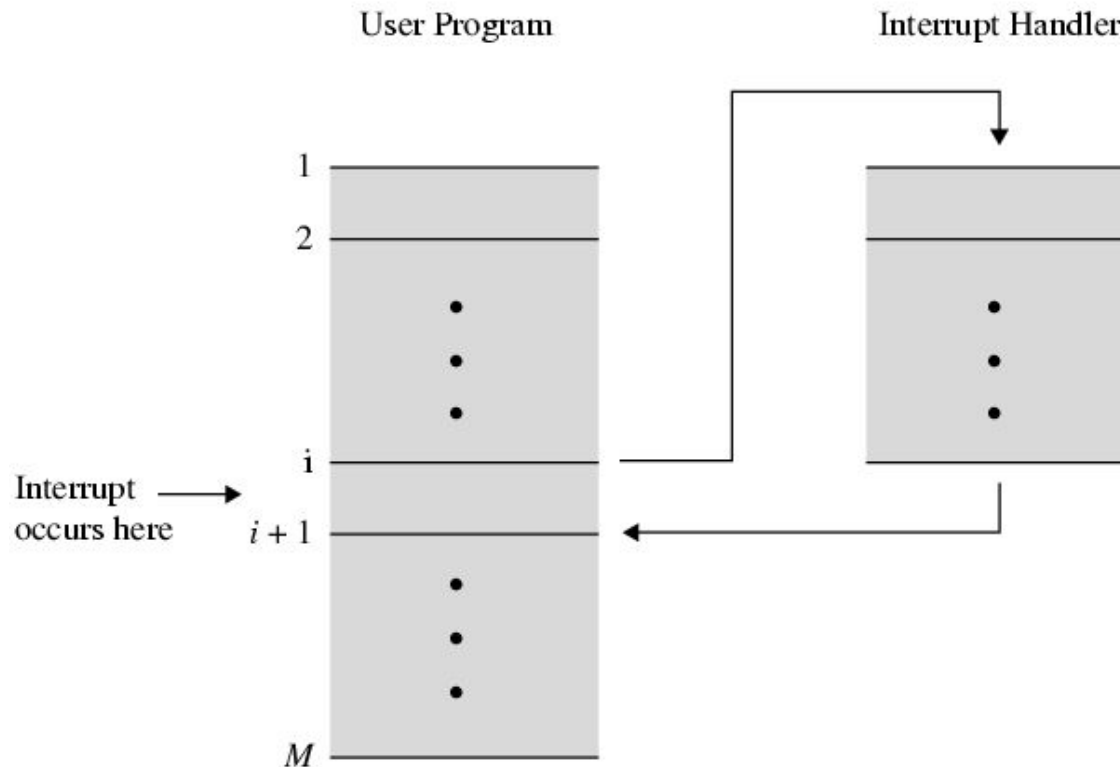 User Program
Interrupt Handler
1
2
i
Interrupt
occurs here
i + 1
M